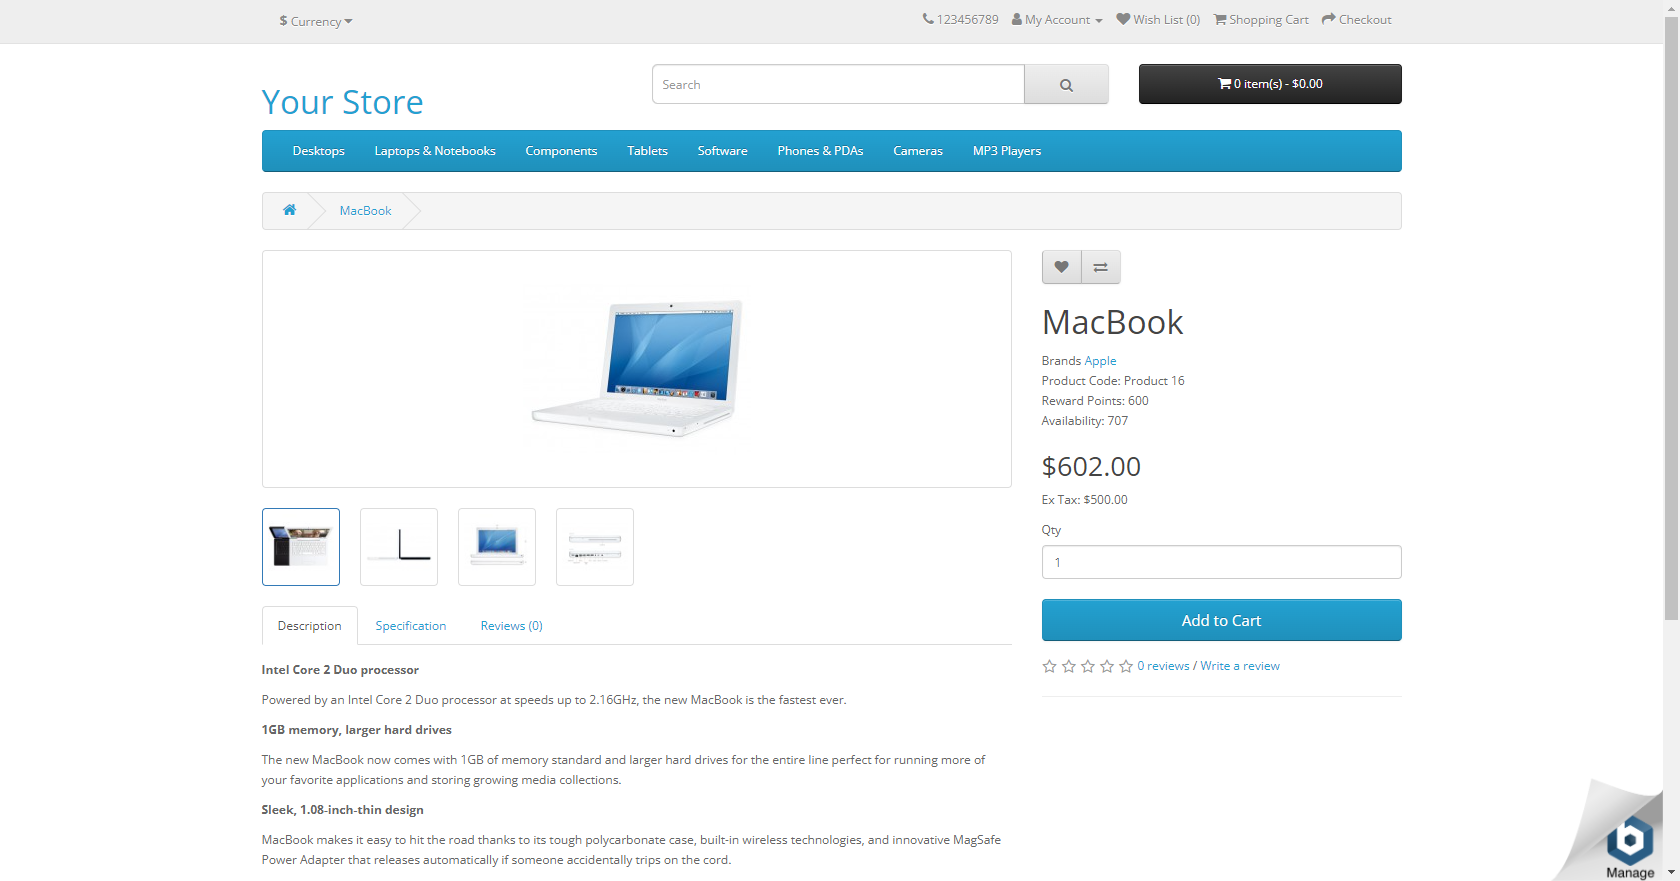 $ Currency
123456789 My Account Wish List (0) Shopping Cart Checkout
Your Store
Search
0 item(s) - $0.00
Desktops Laptops & Notebooks Components Tablets Software Phones & PDAs Cameras MP3 Players
MacBook
MacBook
Brands Apple
Product Code: Product 16
Reward Points: 600
Availability: 707
$602.00
Ex Tax: $500.00
Qty
1
Add to Cart
0 reviews / Write a review
Description Specification Reviews (0)
Intel Core 2 Duo processor
Powered by an Intel Core 2 Duo processor at speeds up to 2.16GHz, the new MacBook is the fastest ever.
1GB memory, larger hard drives
The new MacBook now comes with 1GB of memory standard and larger hard drives for the entire line perfect for running more of
your favorite applications and storing growing media collections.
Sleek, 1.08-inch-thin design
MacBook makes it easy to hit the road thanks to its tough polycarbonate case, built-in wireless technologies, and innovative MagSafe
Power Adapter that releases automatically if someone accidentally trips on the cord.
Manage